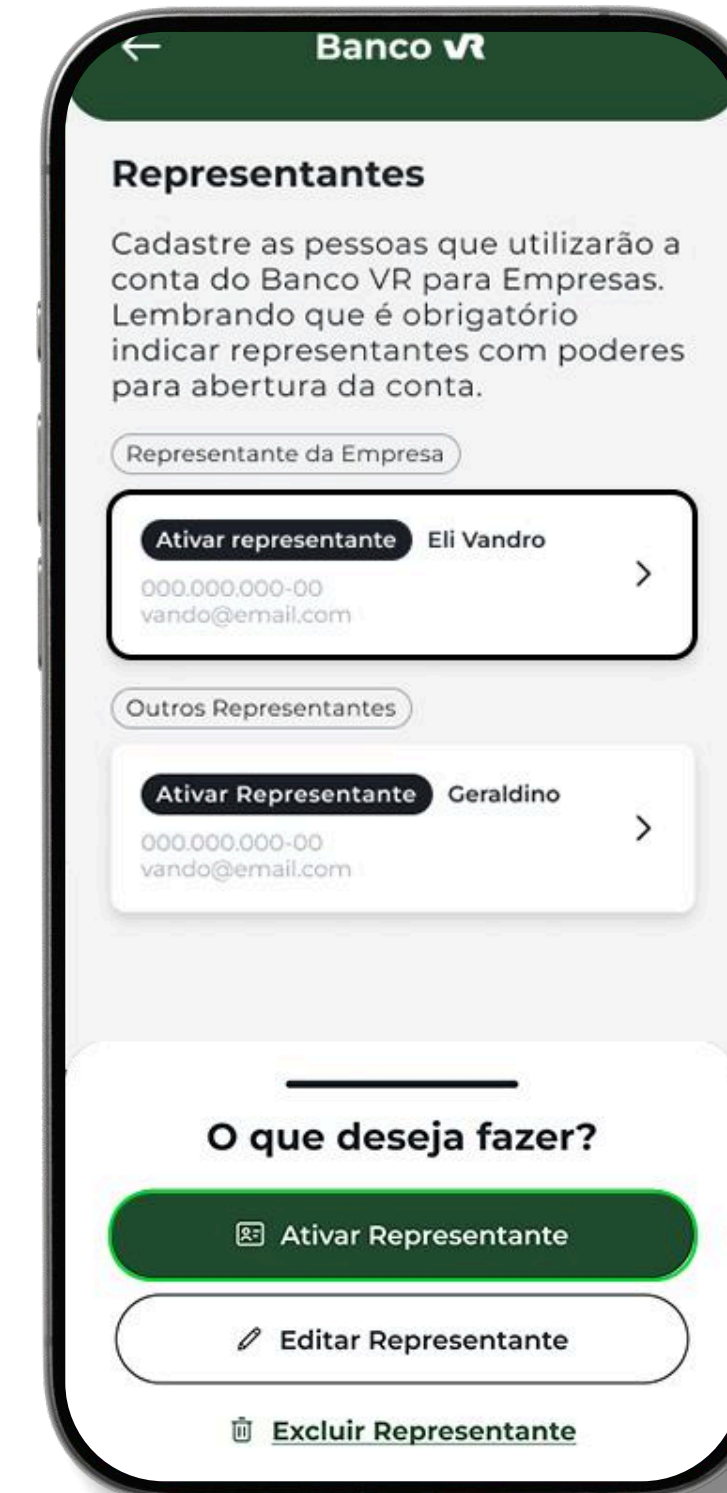 Banco VR
Representantes
Cadastre as pessoas que utilizarão a
conta do Banco VR para Empresas.
Lembrando que é obrigatório
indicar representantes com poderes
para abertura da conta.
Representante da Empresa
Ativar representante Eli Vandro
000.000.000-00
vando@email.com
Outros Representantes
Ativar Representante Geraldino
000.000.000-00
vando@email.com
O que deseja fazer?
Ativar Representante
Editar Representante
Excluir Representante